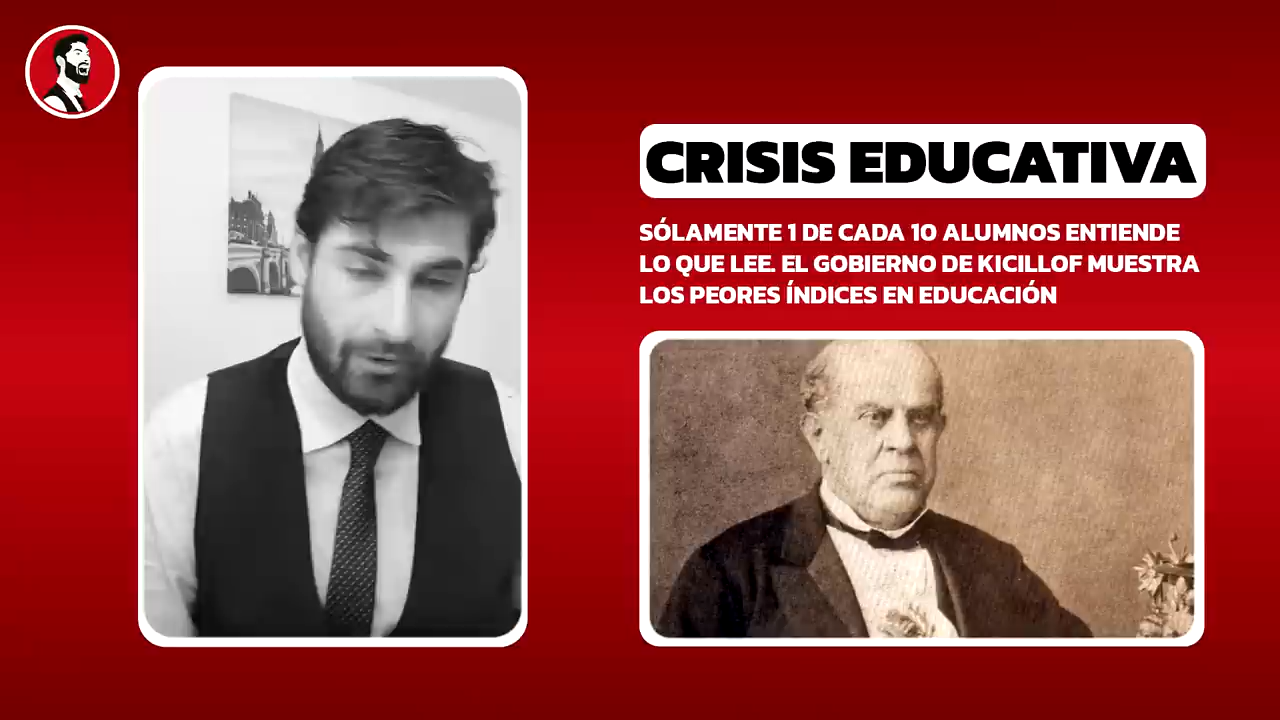 CRISIS EDUCATIVA
SÓLAMENTE 1 DE CADA 10 ALUMNOS ENTIENDE
LO QUE LEE. EL GOBIERNO DE KICILLOF MUESTRA
LOS PEORES ÍNDICES EN EDUCACIÓN